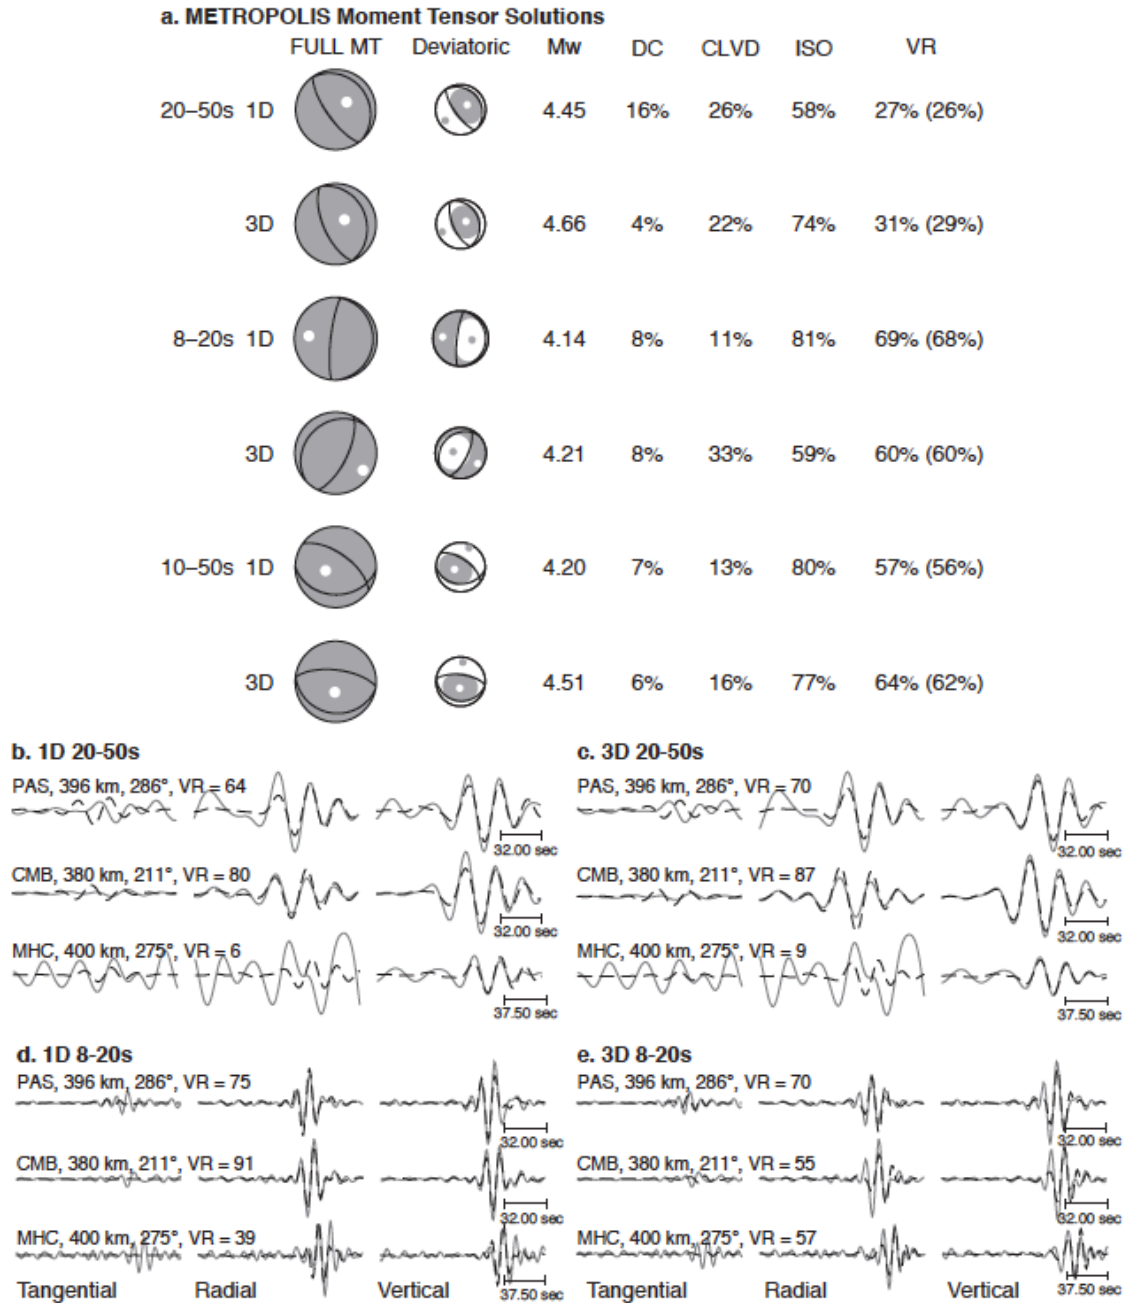 a. METROPOLIS Moment Tensor Solutions
FULL MT Deviatoric Mw DC CLVD ISO VR
20–50s 1D 4.45 16% 26% 58% 27% (26%)
3D 4.66 4% 22% 74% 31% (29%)
8–20s 1D 4.14 8% 11% 81% 69% (68%)
3D 4.21 8% 33% 59% 60% (60%)
10–50s 1D 4.20 7% 13% 80% 57% (56%)
3D 4.51 6% 16% 77% 64% (62%)
b. 1D 20-50s
PAS, 396 km, 286°, VR = 64
32.00 sec
CMB, 380 km, 211°, VR = 80
32.00 sec
MHC, 400 km, 275°, VR = 6
37.50 sec
c. 3D 20-50s
PAS, 396 km, 286°, VR = 70
32.00 sec
CMB, 380 km, 211°, VR = 87
32.00 sec
MHC, 400 km, 275°, VR = 9
37.50 sec
d. 1D 8-20s
PAS, 396 km, 286°, VR = 75
32.00 sec
CMB, 380 km, 211°, VR = 91
32.00 sec
MHC, 400 km, 275°, VR = 39
37.50 sec
Tangential Radial Vertical
e. 3D 8-20s
PAS, 396 km, 286°, VR = 70
32.00 sec
CMB, 380 km, 211°, VR = 55
32.00 sec
MHC, 400 km, 275°, VR = 57
37.50 sec
Tangential Radial Vertical